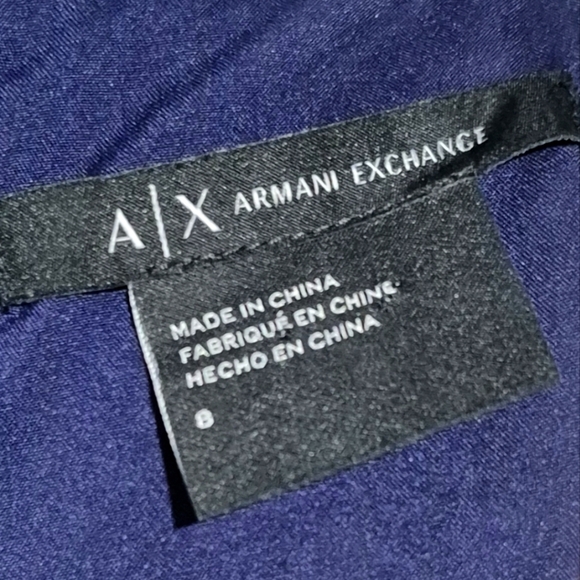 A|X ARMANI EXCHANGE
MADE IN CHINA
FABRIQUÉ EN CHINE
HECHO EN CHINA
8